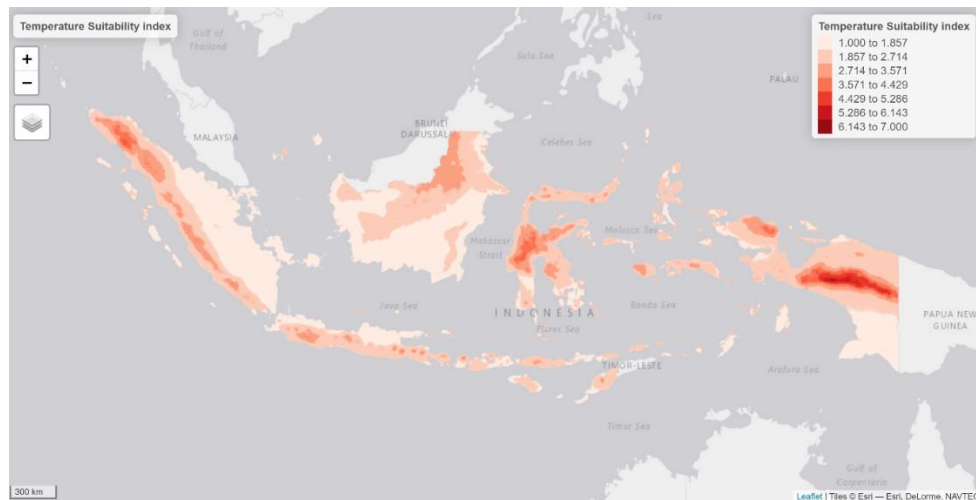 Temperature Suitability index
+
−
Gulf of
Thailand
MALAYSIA
BRUNEI
DARUSSAL
Sulu Sea
Sea
Celebes Sea
PALAU
Temperature Suitability index
1.000 to 1.857
1.857 to 2.714
2.714 to 3.571
3.571 to 4.429
4.429 to 5.286
5.286 to 6.143
6.143 to 7.000
Makassar
Strait
Molucca Sea
Java Sea
INDONESIA
Flores Sea
Banda Sea
TIMOR-LESTE
Arafura Sea
PAPUA NEW
GUINEA
Timor Sea
Gulf of
Carpentaria
300 km
Leaflet | Tiles © Esri — Esri, DeLorme, NAVTEQ